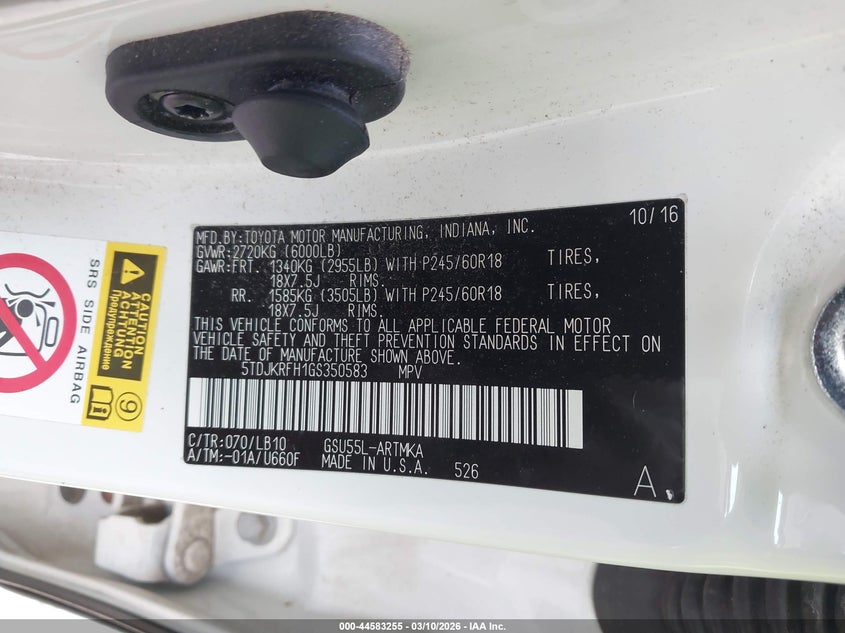 10/16
MFD.BY:TOYOTA MOTOR MANUFACTURING, INDIANA, INC.
GVWR:2720KG (6000LB)
GAWR:FRT. 1340KG (2955LB) WITH P245/60R18 TIRES,
18X7.5J RIMS.
RR. 1585KG (3505LB) WITH P245/60R18 TIRES,
18X7.5J RIMS.
THIS VEHICLE CONFORMS TO ALL APPLICABLE FEDERAL MOTOR
VEHICLE SAFETY AND THEFT PREVENTION STANDARDS IN EFFECT ON
THE DATE OF MANUFACTURE SHOWN ABOVE.
5TDJKRFH1GS350583 MPV
C/TR:070/LB10 GSU55L-ARTMKA
A/TM:-01A/U660F MADE IN U.S.A. 526
A.
SRS SIDE AIRBAG
CAUTION
ATTENTION
ACHTUNG
Предупреждение
9
000-44583255 - 03/10/2026 - IAA Inc.